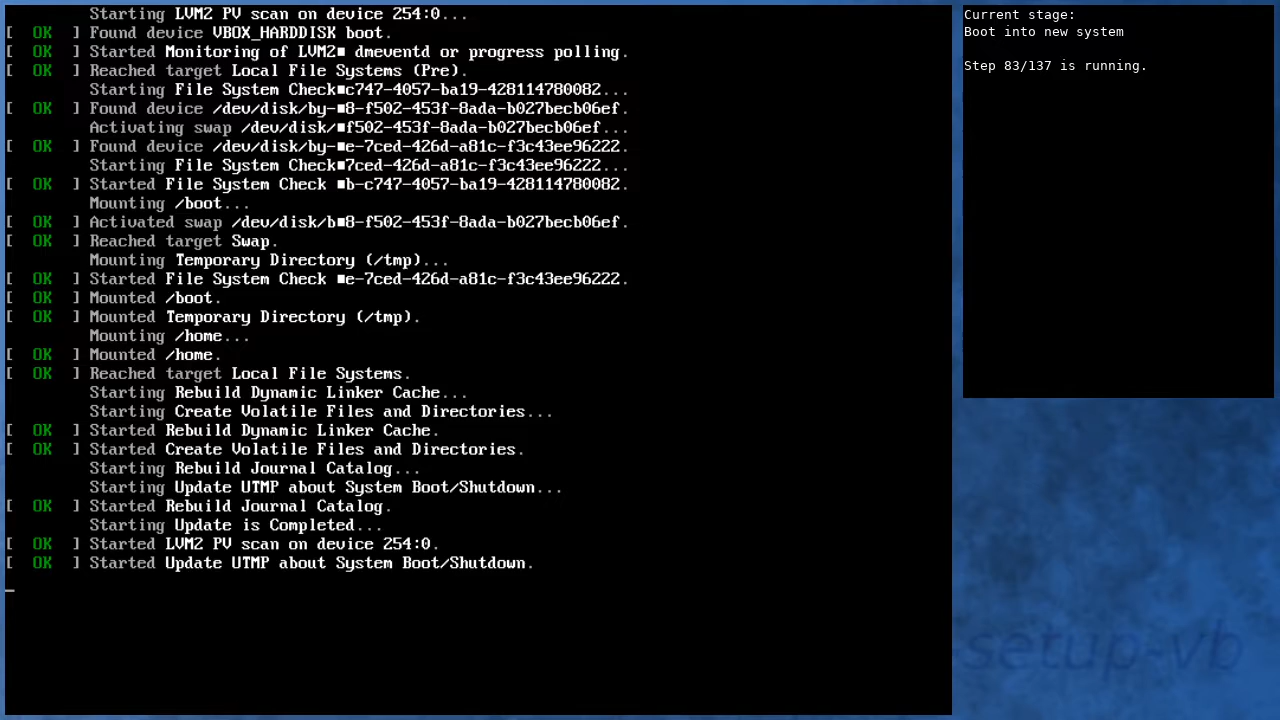 Starting LVM2 PV scan on device 254:0...
[  OK  ] Found device VBOX_HARDDISK boot.
[  OK  ] Started Monitoring of LVM2■ dmeventd or progress polling.
[  OK  ] Reached target Local File Systems (Pre).
Starting File System Check■c747-4057-ba19-428114780082...
[  OK  ] Found device /dev/disk/by-■8-f502-453f-8ada-b027becb06ef.
Activating swap /dev/disk/■f502-453f-8ada-b027becb06ef...
[  OK  ] Found device /dev/disk/by-■e-7ced-426d-a81c-f3c43ee96222.
Starting File System Check■7ced-426d-a81c-f3c43ee96222...
[  OK  ] Started File System Check ■b-c747-4057-ba19-428114780082.
Mounting /boot...
[  OK  ] Activated swap /dev/disk/b■8-f502-453f-8ada-b027becb06ef.
[  OK  ] Reached target Swap.
Mounting Temporary Directory (/tmp)...
[  OK  ] Started File System Check ■e-7ced-426d-a81c-f3c43ee96222.
[  OK  ] Mounted /boot.
[  OK  ] Mounted Temporary Directory (/tmp).
Mounting /home...
[  OK  ] Mounted /home.
[  OK  ] Reached target Local File Systems.
Starting Rebuild Dynamic Linker Cache...
Starting Create Volatile Files and Directories...
[  OK  ] Started Rebuild Dynamic Linker Cache.
[  OK  ] Started Create Volatile Files and Directories.
Starting Rebuild Journal Catalog...
Starting Update UTMP about System Boot/Shutdown...
[  OK  ] Started Rebuild Journal Catalog.
Starting Update is Completed...
[  OK  ] Started LVM2 PV scan on device 254:0.
[  OK  ] Started Update UTMP about System Boot/Shutdown.
Current stage:
Boot into new system
Step 83/137 is running.
setup-vb